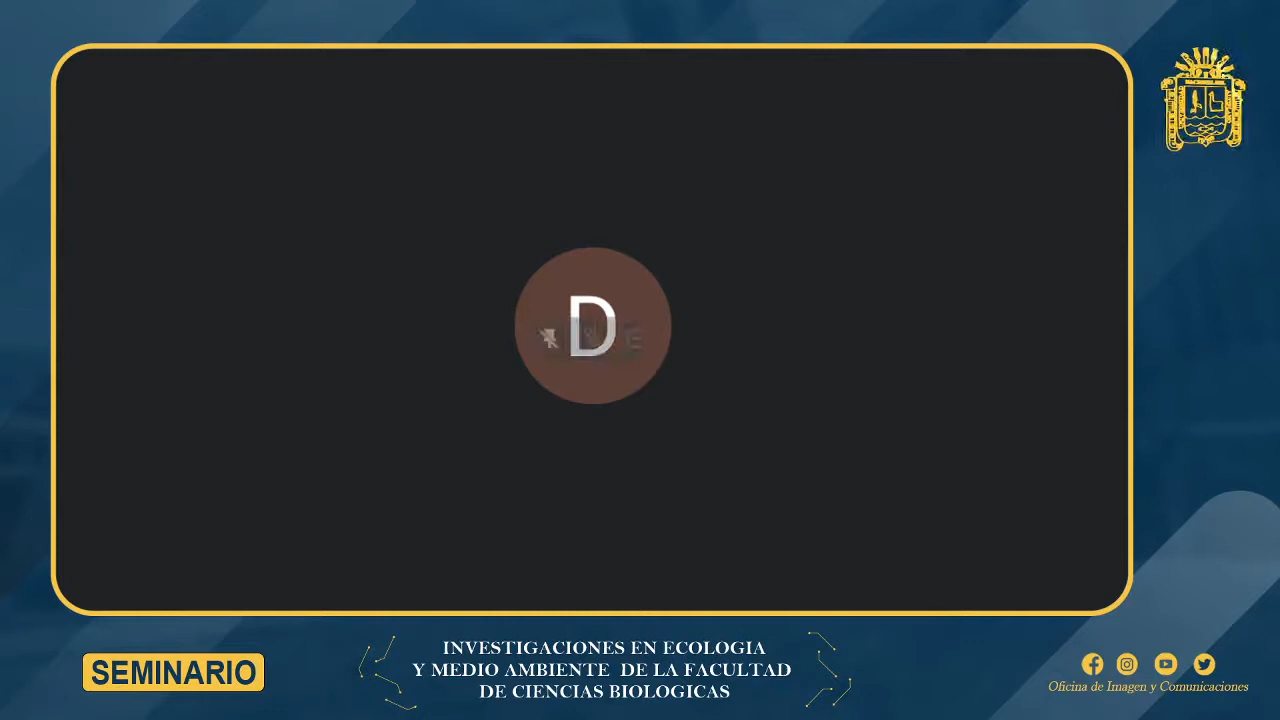 D
SEMINARIO
INVESTIGACIONES EN ECOLOGIA
Y MEDIO AMBIENTE DE LA FACULTAD
DE CIENCIAS BIOLOGICAS
Oficina de Imagen y Comunicaciones